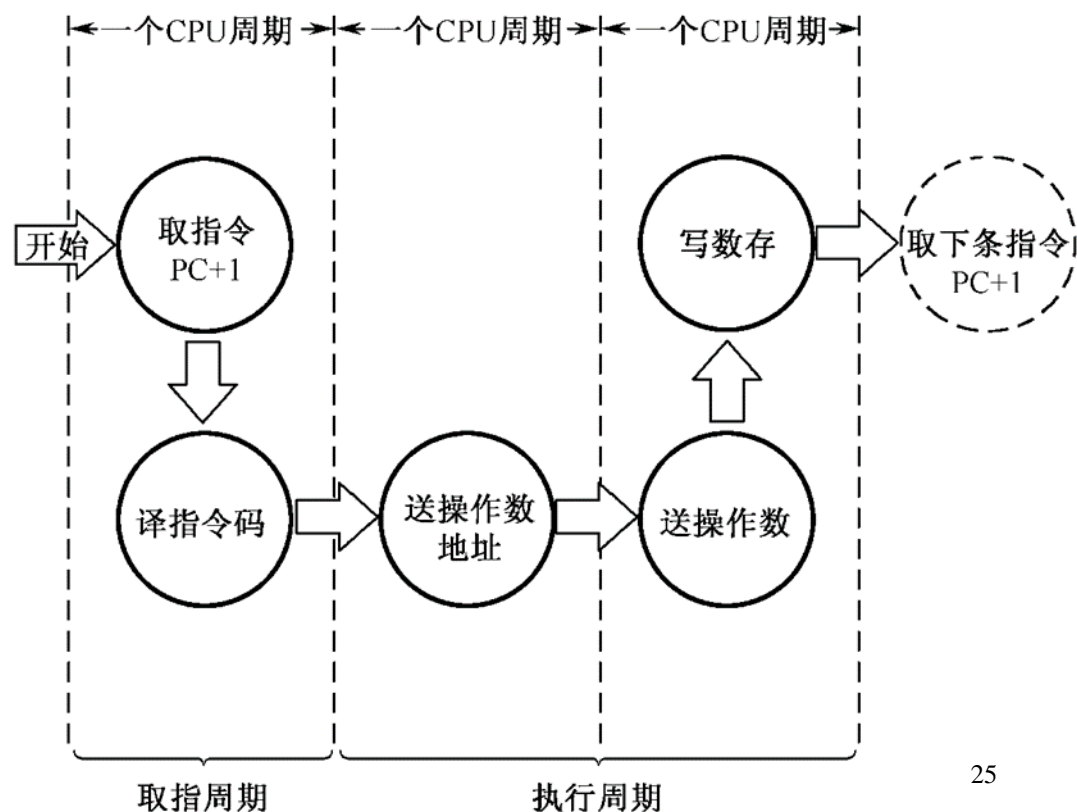 一个CPU周期
一个CPU周期
一个CPU周期
开始
取指令
PC+1
写数存
取下条指令
PC+1
译指令码
送操作数
地址
送操作数
取指周期
执行周期
25